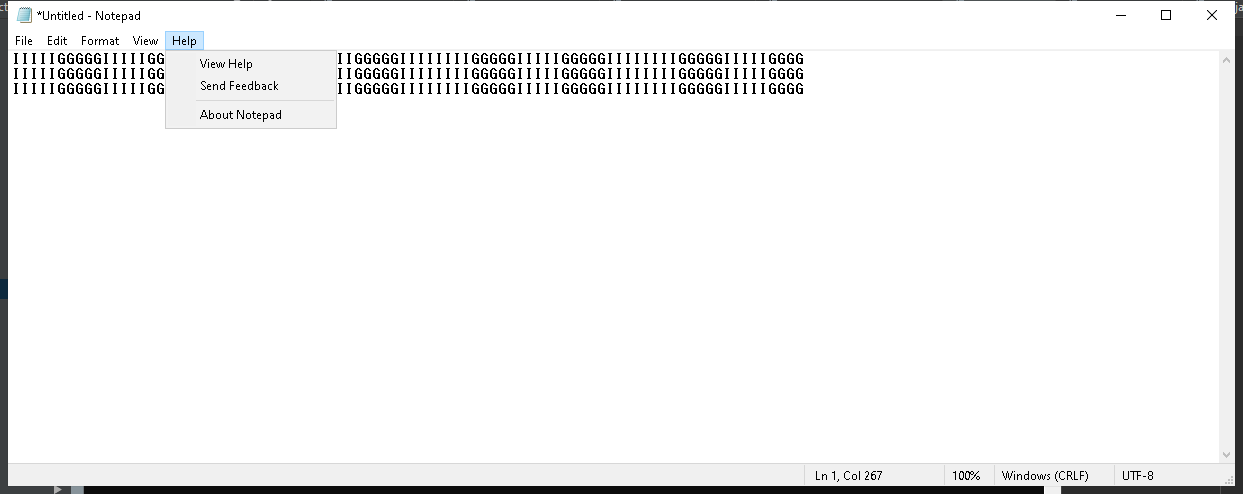 *Untitled - Notepad
File Edit Format View Help
IIIIIGGGGGIIIIIGG IIGGGGGIIIIIIIIGGGGGIIIIIGGGGGIIIIIIIIGGGGGIIIIIGGGG
IIIIIGGGGGIIIIIGG IIGGGGGIIIIIIIIGGGGGIIIIIGGGGGIIIIIIIIGGGGGIIIIIGGGG
IIIIIGGGGGIIIIIGG IIGGGGGIIIIIIIIGGGGGIIIIIGGGGGIIIIIIIIGGGGGIIIIIGGGG
View Help
Send Feedback
About Notepad
Ln 1, Col 267 100% Windows (CRLF) UTF-8